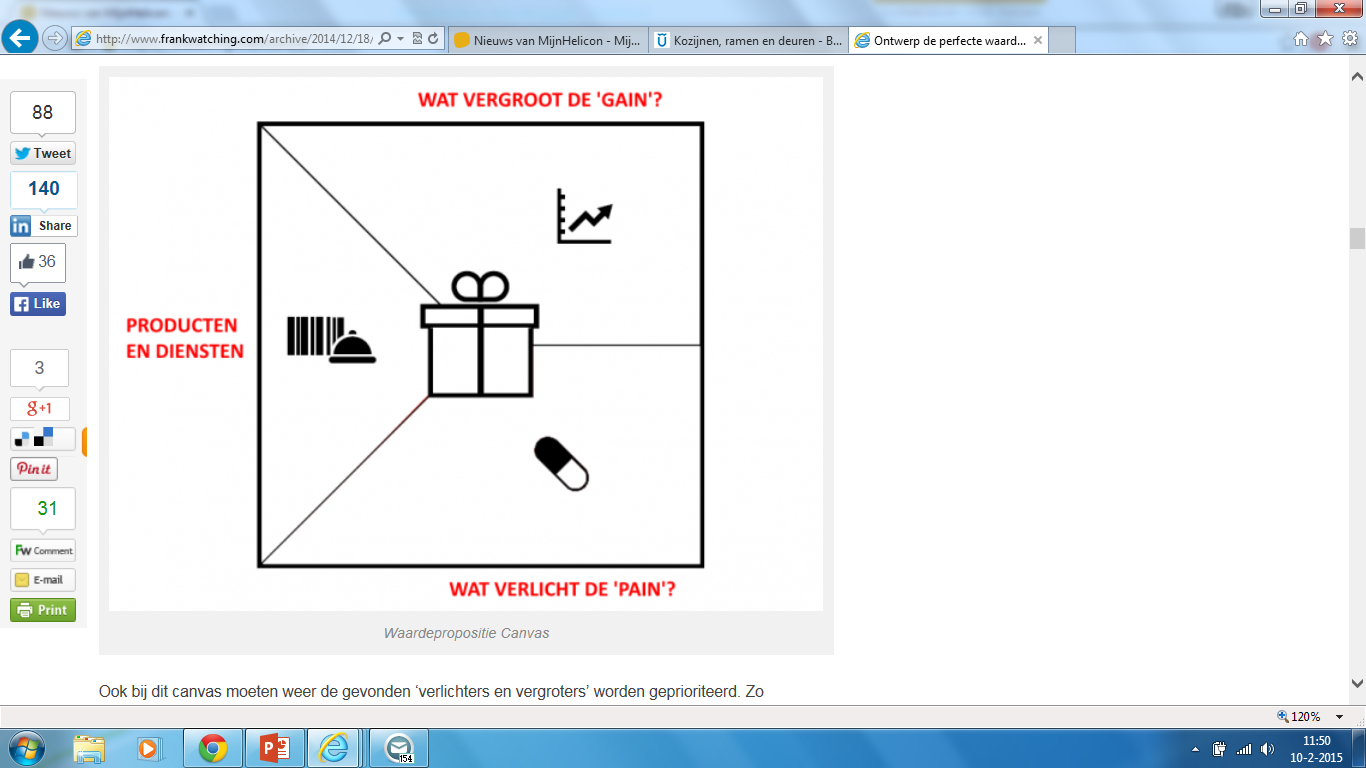 http://www.frankwatching.com/archive/2014/12/18/
Nieuws van MijnHelicon - Mij...
Kozijnen, ramen en deuren - B...
Ontwerp de perfecte waard...
88
Tweet
140
in Share
36
Like
3
g+1
Pin it
31
Fw Comment
E-mail
Print
WAT VERGROOT DE 'GAIN'?
PRODUCTEN
EN DIENSTEN
WAT VERLICHT DE 'PAIN'?
Waardepropositie Canvas
Ook bij dit canvas moeten weer de gevonden ‘verlichters en vergroters’ worden geprioriteerd. Zo
120%
154
11:50
10-2-2015